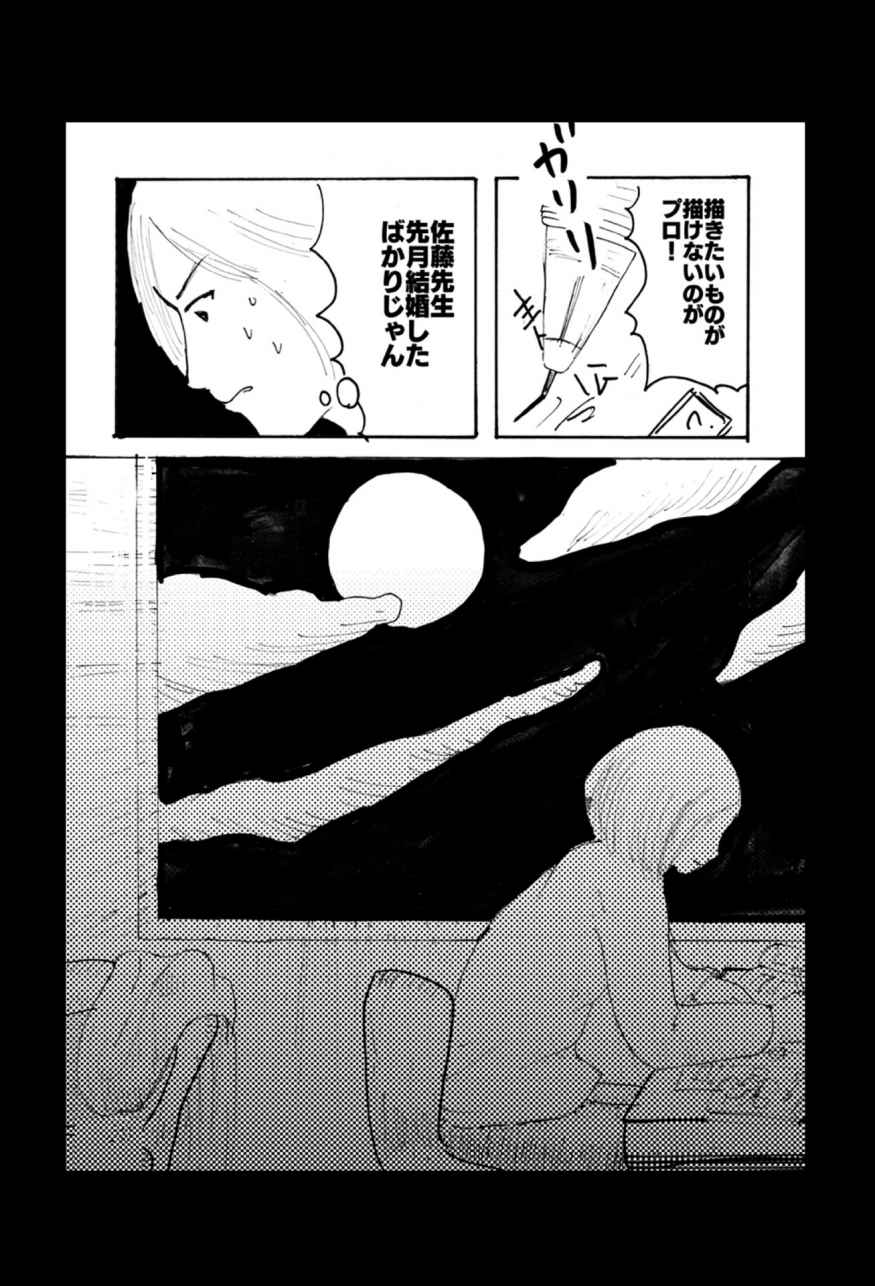 描きたいものが
描けないのが
プロ！
ガリリ
佐藤先生
先月結婚した
ばかりじゃん